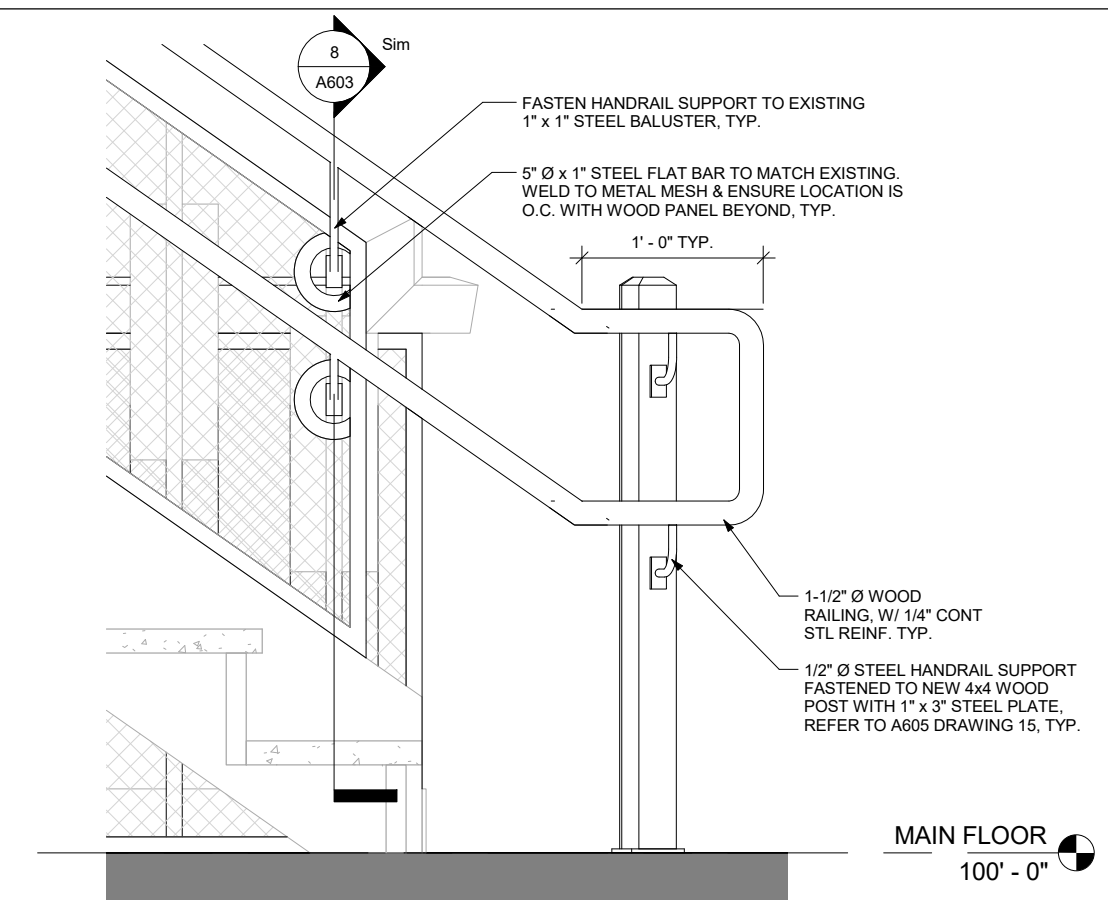 8
A603
Sim
FASTEN HANDRAIL SUPPORT TO EXISTING
1" x 1" STEEL BALUSTER, TYP.
5" Ø x 1" STEEL FLAT BAR TO MATCH EXISTING.
WELD TO METAL MESH & ENSURE LOCATION IS
O.C. WITH WOOD PANEL BEYOND, TYP.
1' - 0" TYP.
1-1/2" Ø WOOD
RAILING, W/ 1/4" CONT
STL REINF. TYP.
1/2" Ø STEEL HANDRAIL SUPPORT
FASTENED TO NEW 4x4 WOOD
POST WITH 1" x 3" STEEL PLATE,
REFER TO A605 DRAWING 15, TYP.
MAIN FLOOR
100' - 0"